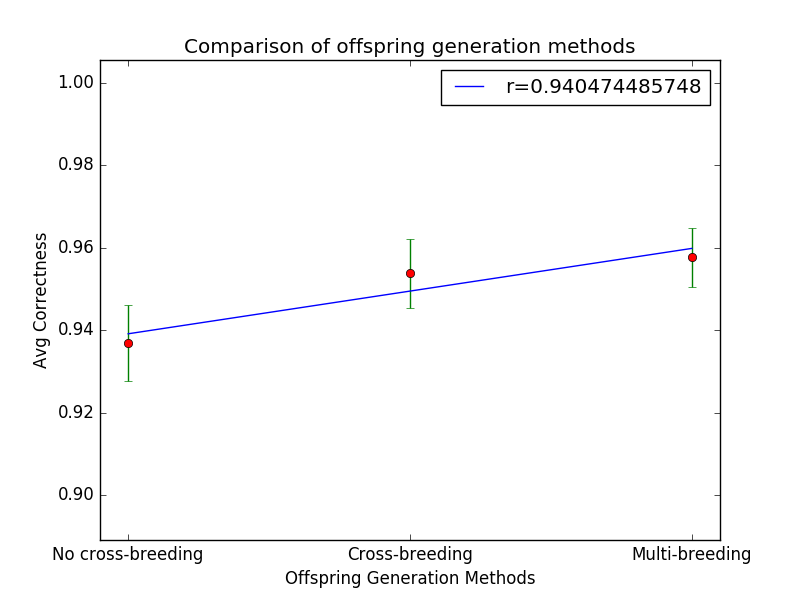 Comparison of offspring generation methods
r=0.940474485748
1.00
0.98
0.96
0.94
0.92
0.90
Avg Correctness
No cross-breeding
Cross-breeding
Multi-breeding
Offspring Generation Methods